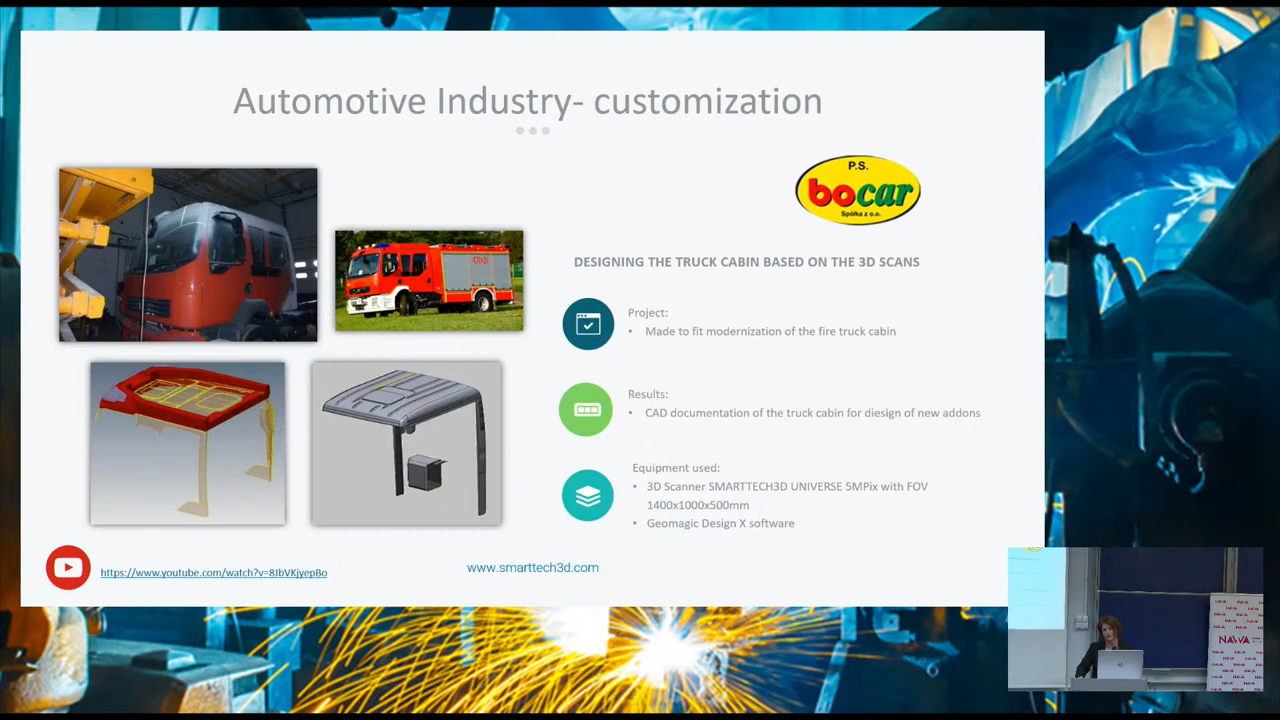 Automotive Industry- customization
P.S.
bocar
Spółka z o.o.
DESIGNING THE TRUCK CABIN BASED ON THE 3D SCANS
Project:
• Made to fit modernization of the fire truck cabin
Results:
• CAD documentation of the truck cabin for diesign of new addons
Equipment used:
• 3D Scanner SMARTTECH3D UNIVERSE 5MPix with FOV
1400x1000x500mm
• Geomagic Design X software
https://www.youtube.com/watch?v=8JbVKjyepBo
www.smarttech3d.com
NAWA